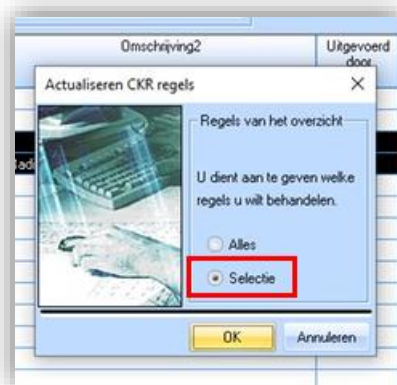 Omschrijving2
Uitgevoerd
door
Actualiseren CKR regels
Regels van het overzicht
U dient aan te geven welke
regels u wilt behandelen.
Alles
Selectie
OK
Annuleren